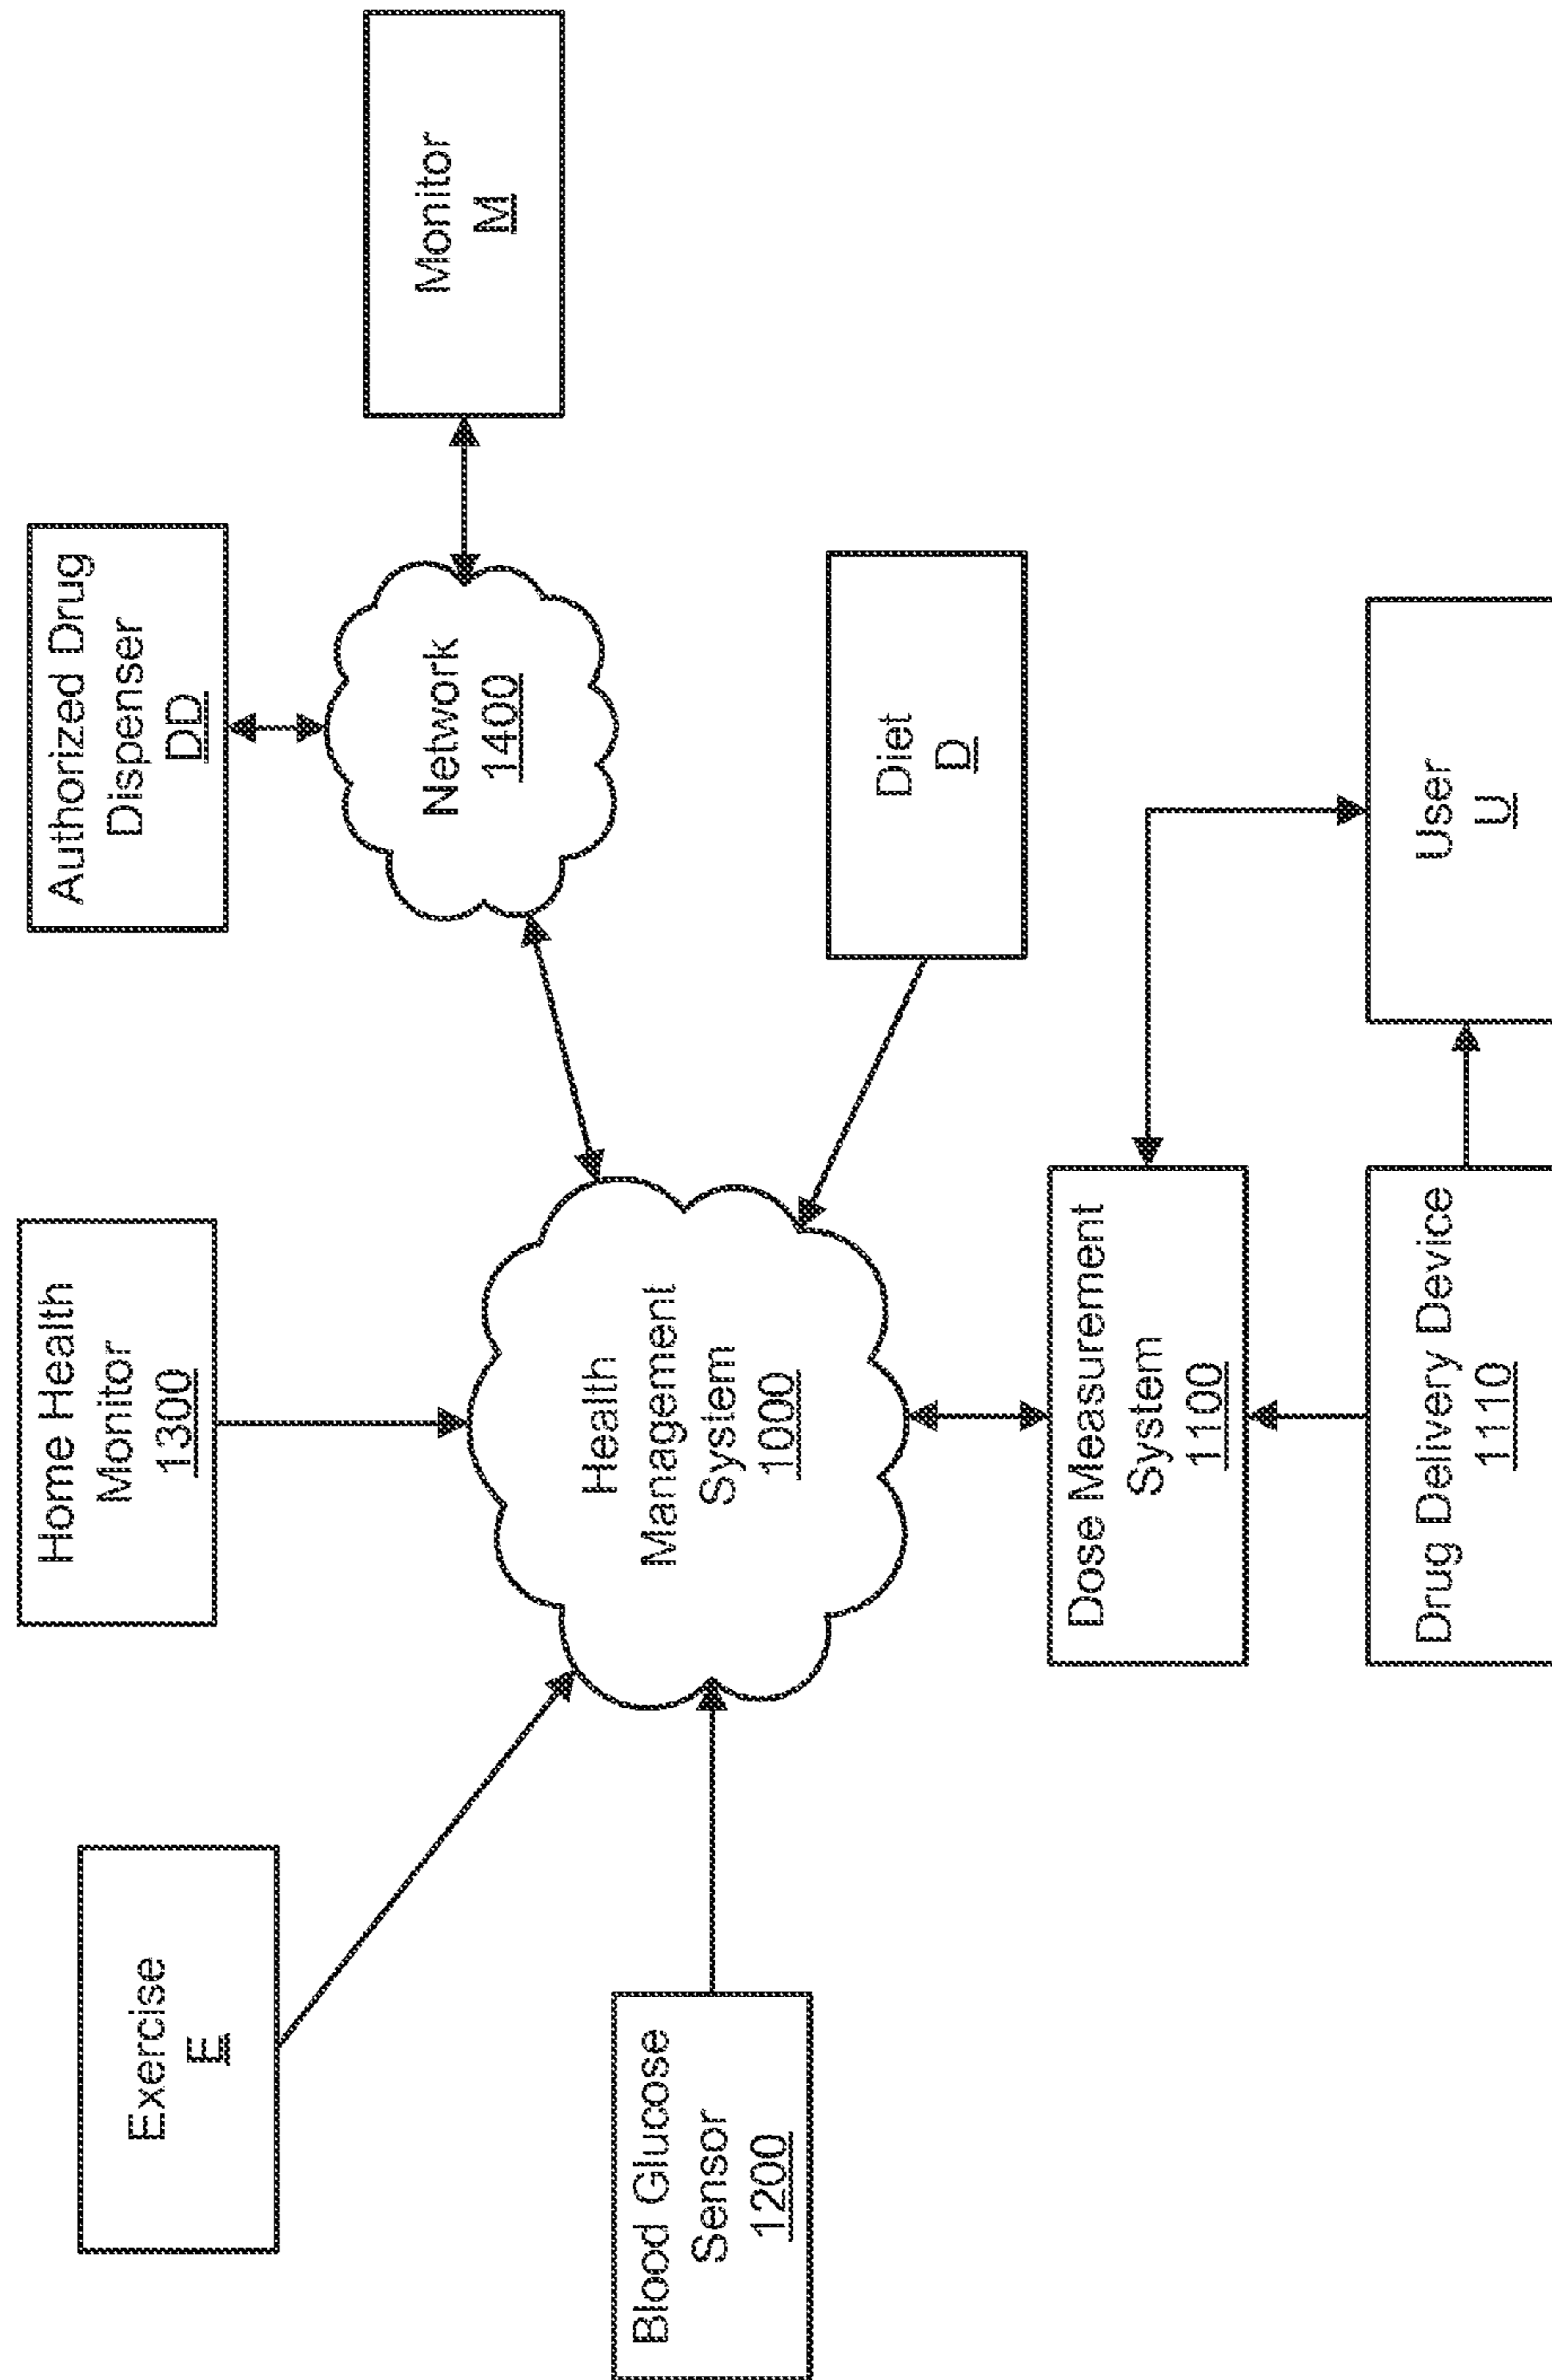 Exercise
E
Home Health
Monitor
1300
Authorized Drug
Dispenser
DD
Monitor
M
Network
1400
Blood Glucose
Sensor
1200
Health
Management
System
1000
Diet
D
Dose Measurement
System
1100
Drug Delivery Device
1110
User
U